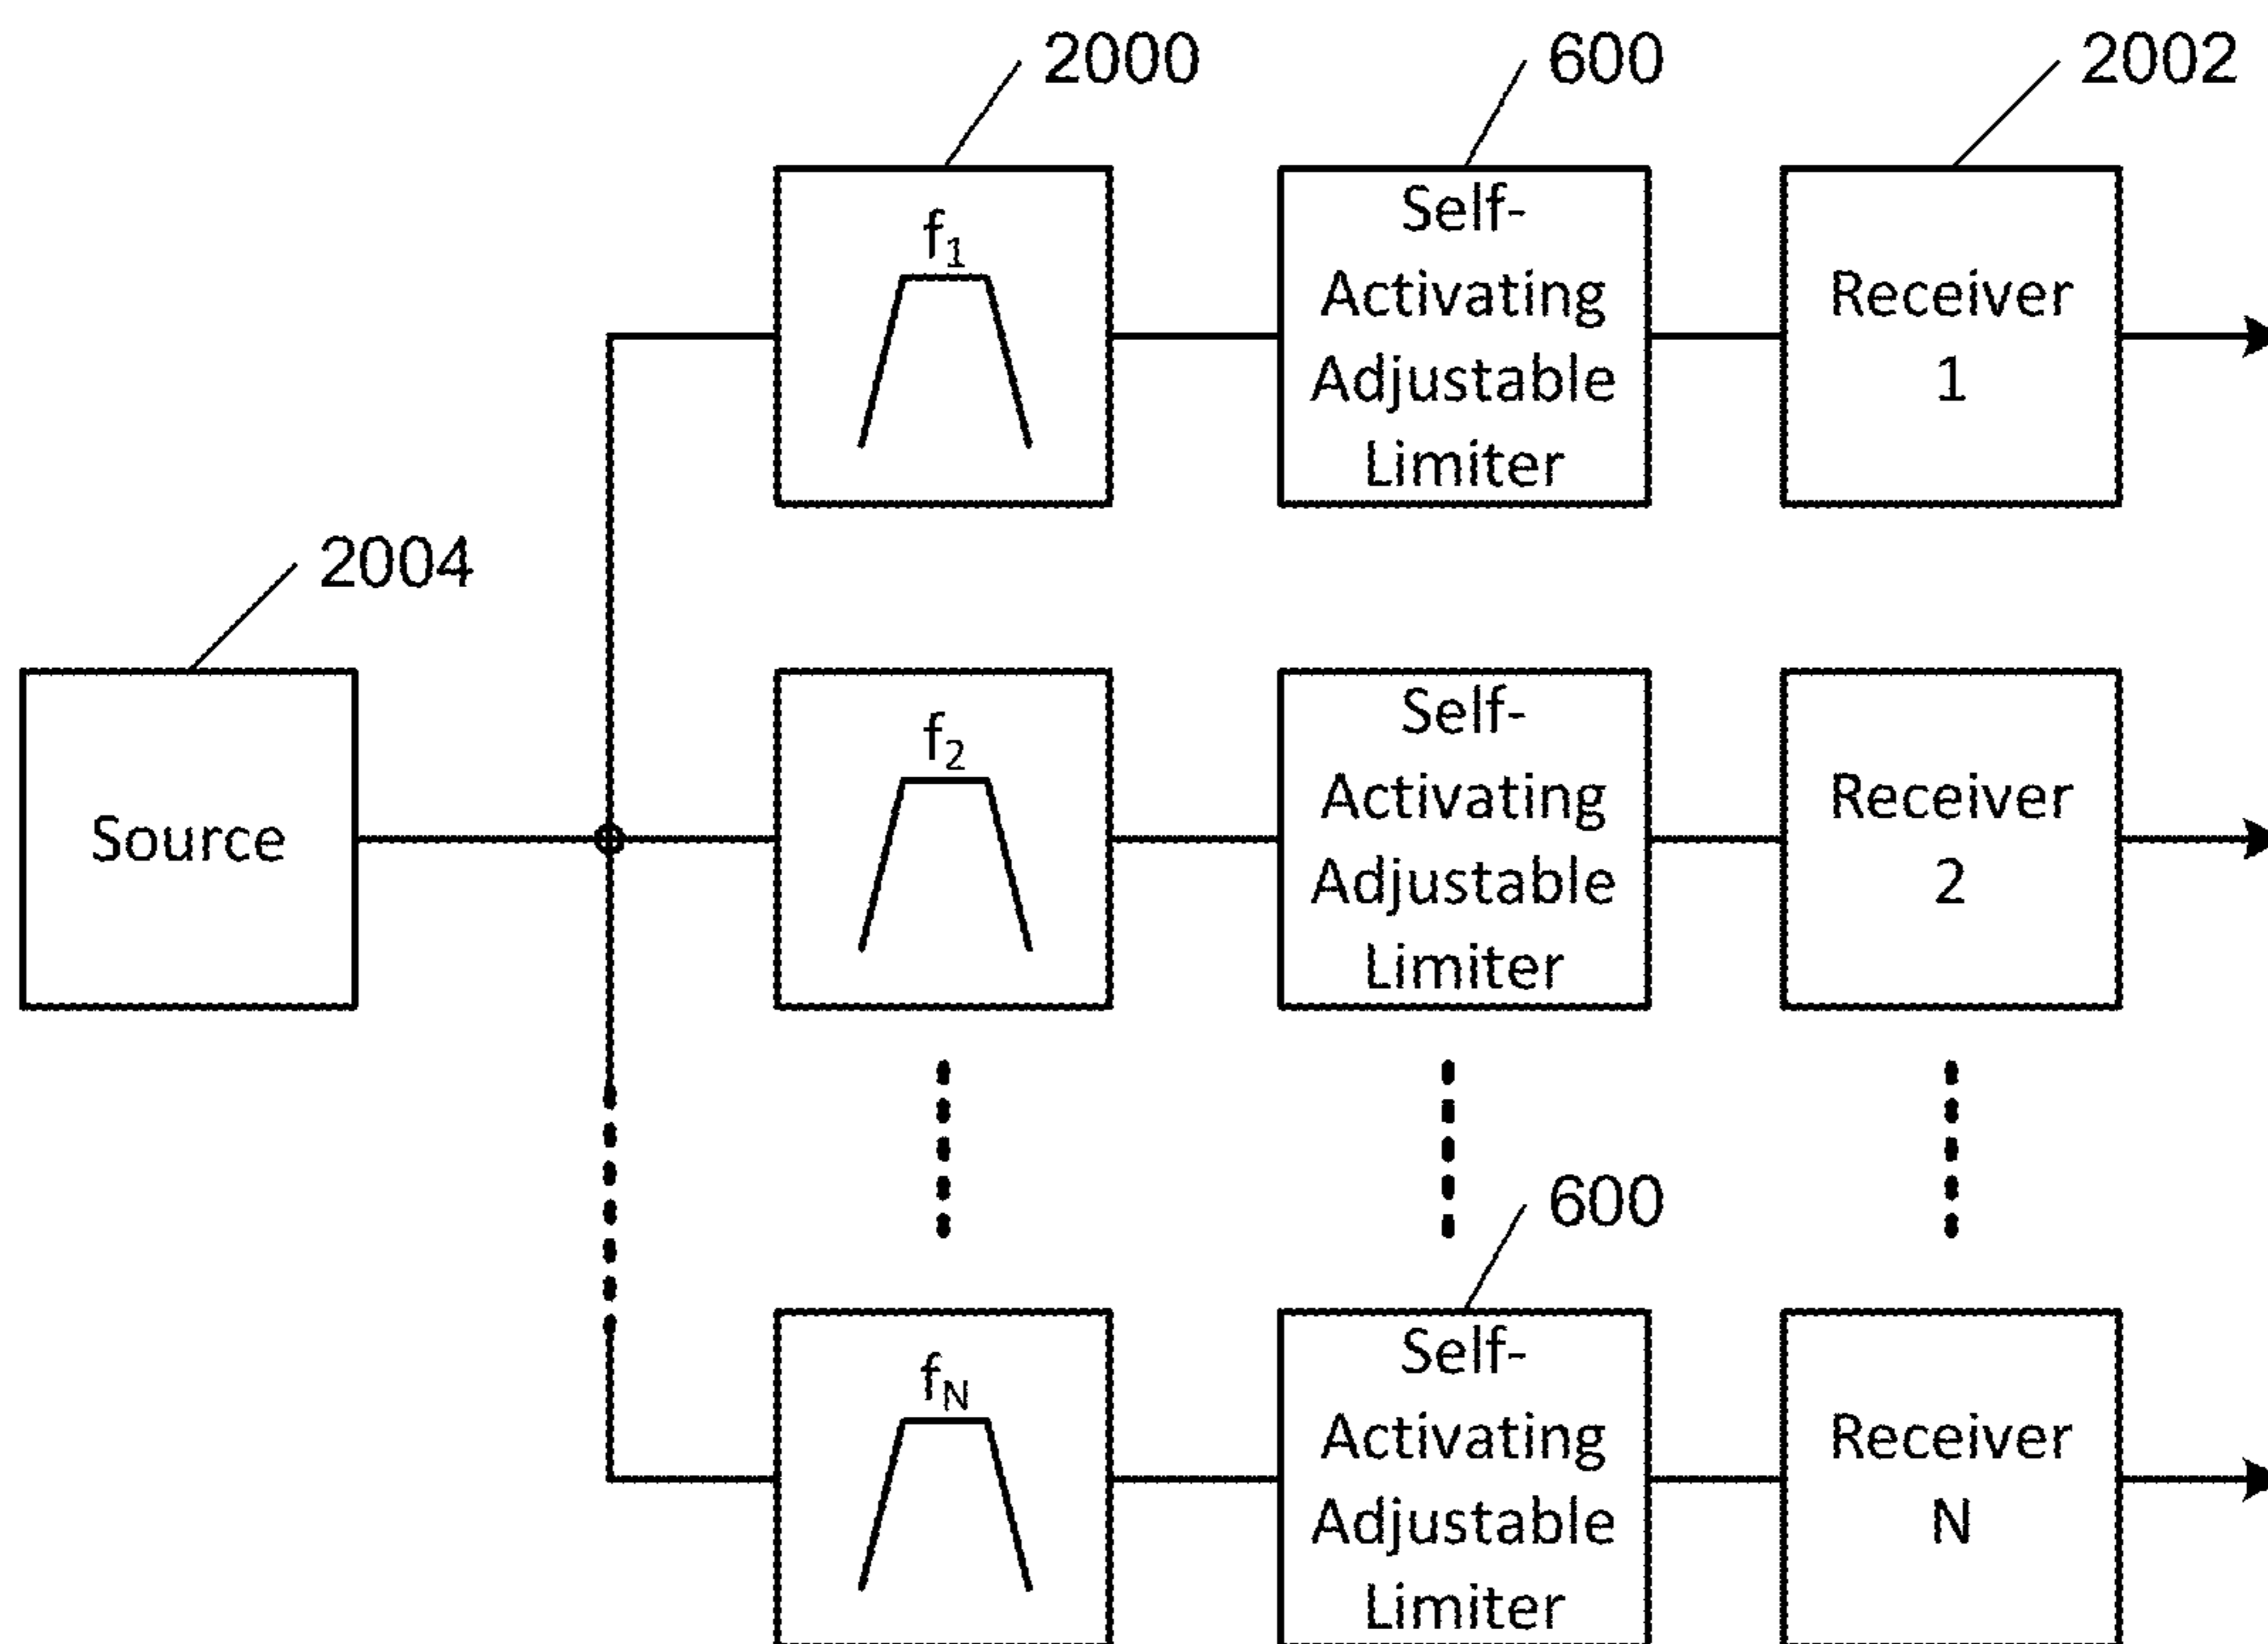 2000
600
2002
f₁
Self-
Activating
Adjustable
Limiter
Receiver
1
2004
Source
f₂
Self-
Activating
Adjustable
Limiter
Receiver
2
600
f_N
Self-
Activating
Adjustable
Limiter
Receiver
N